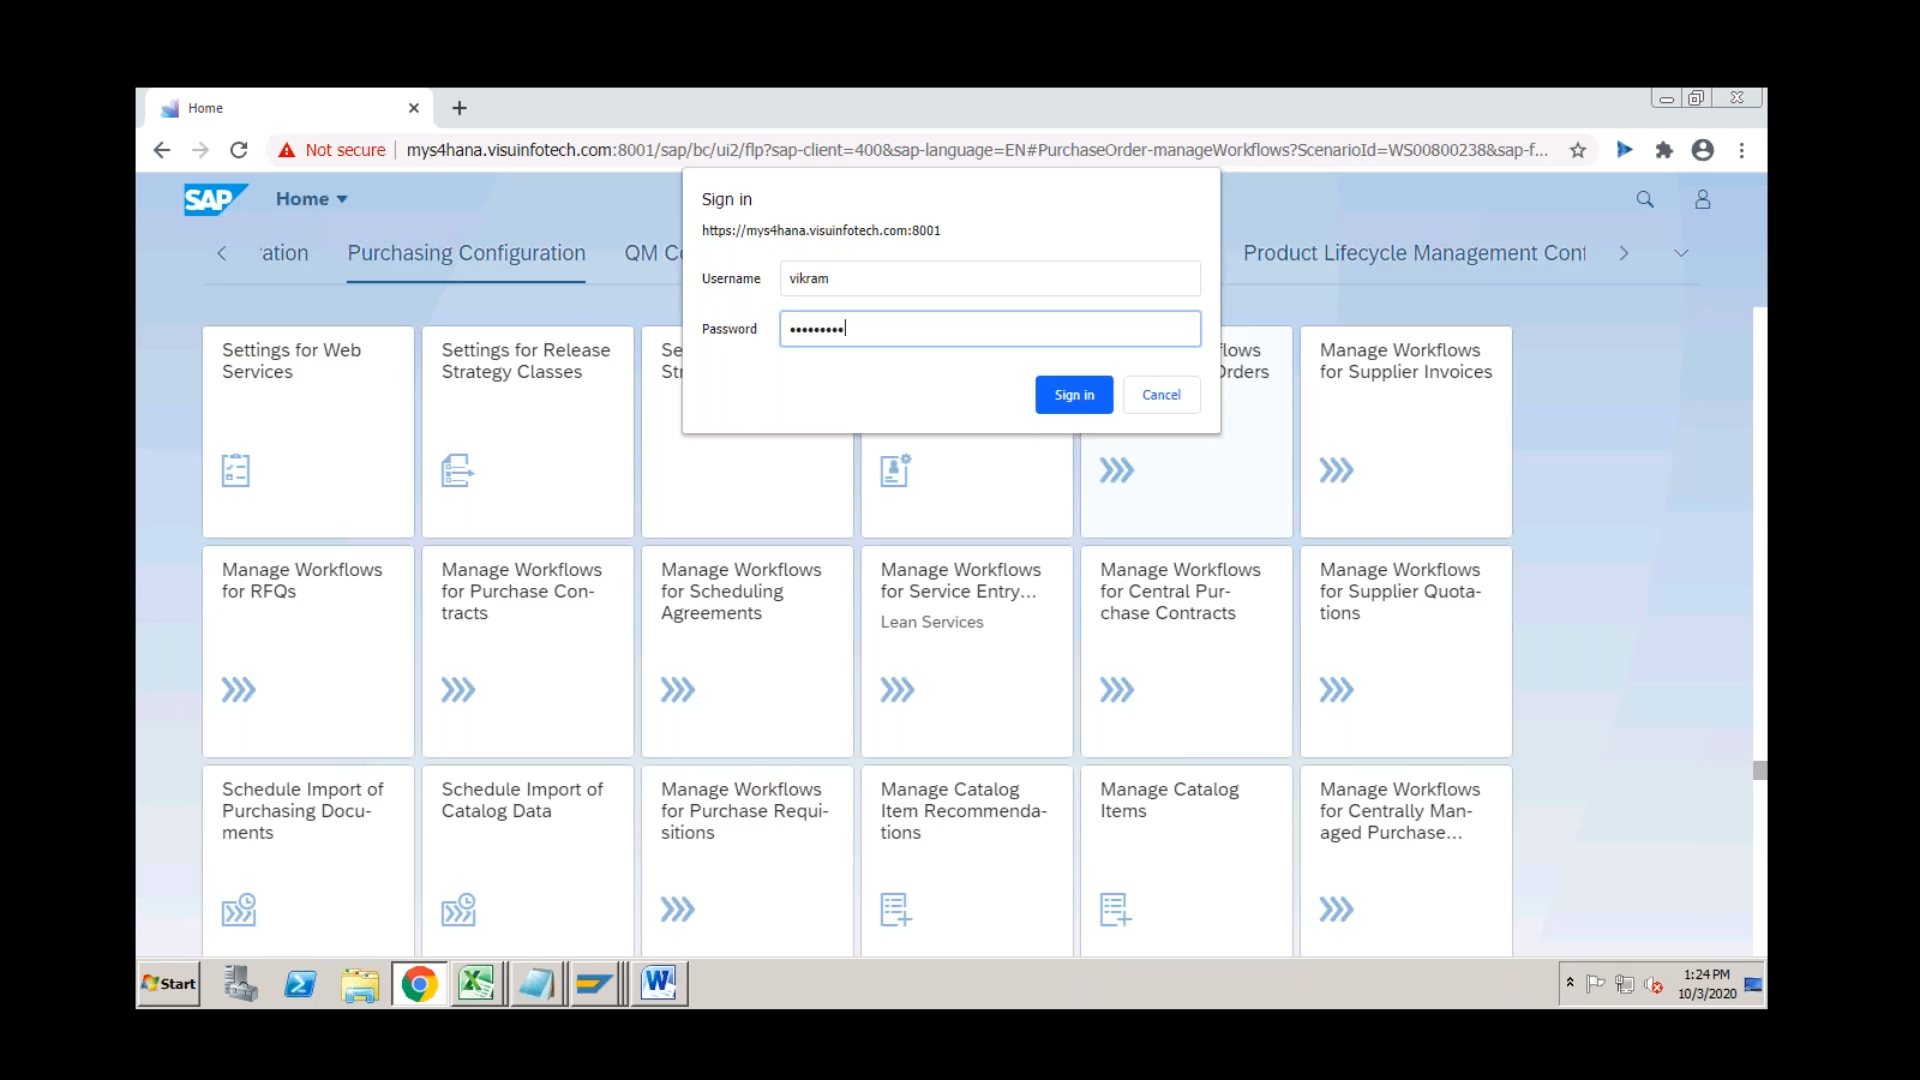 Home
Not secure
mys4hana.visuinfotech.com:8001/sap/bc/ui2/flp?sap-client=400&sap-language=EN#PurchaseOrder-manageWorkflows?ScenarioId=WS00800238&sap-f...
SAP
Home
Sign in
https://mys4hana.visuinfotech.com:8001
Username
vikram
Password
•••••••••
Sign in
Cancel
ation
Purchasing Configuration
QM C
Product Lifecycle Management Conf
Settings for Web
Services
Settings for Release
Strategy Classes
Se
Str
flows
Orders
Manage Workflows
for Supplier Invoices
Manage Workflows
for RFQs
Manage Workflows
for Purchase Con-
tracts
Manage Workflows
for Scheduling
Agreements
Manage Workflows
for Service Entry...
Lean Services
Manage Workflows
for Central Pur-
chase Contracts
Manage Workflows
for Supplier Quota-
tions
Schedule Import of
Purchasing Docu-
ments
Schedule Import of
Catalog Data
Manage Workflows
for Purchase Requi-
sitions
Manage Catalog
Item Recommenda-
tions
Manage Catalog
Items
Manage Workflows
for Centrally Man-
aged Purchase...
Start
1:24 PM
10/3/2020